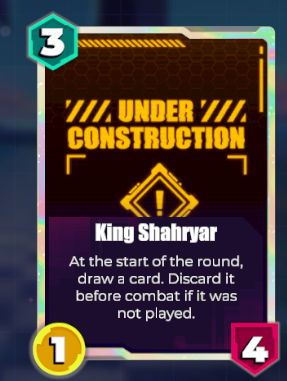 3
UNDER
CONSTRUCTION
!
King Shahryar
At the start of the round,
draw a card. Discard it
before combat if it was
not played.
1
4